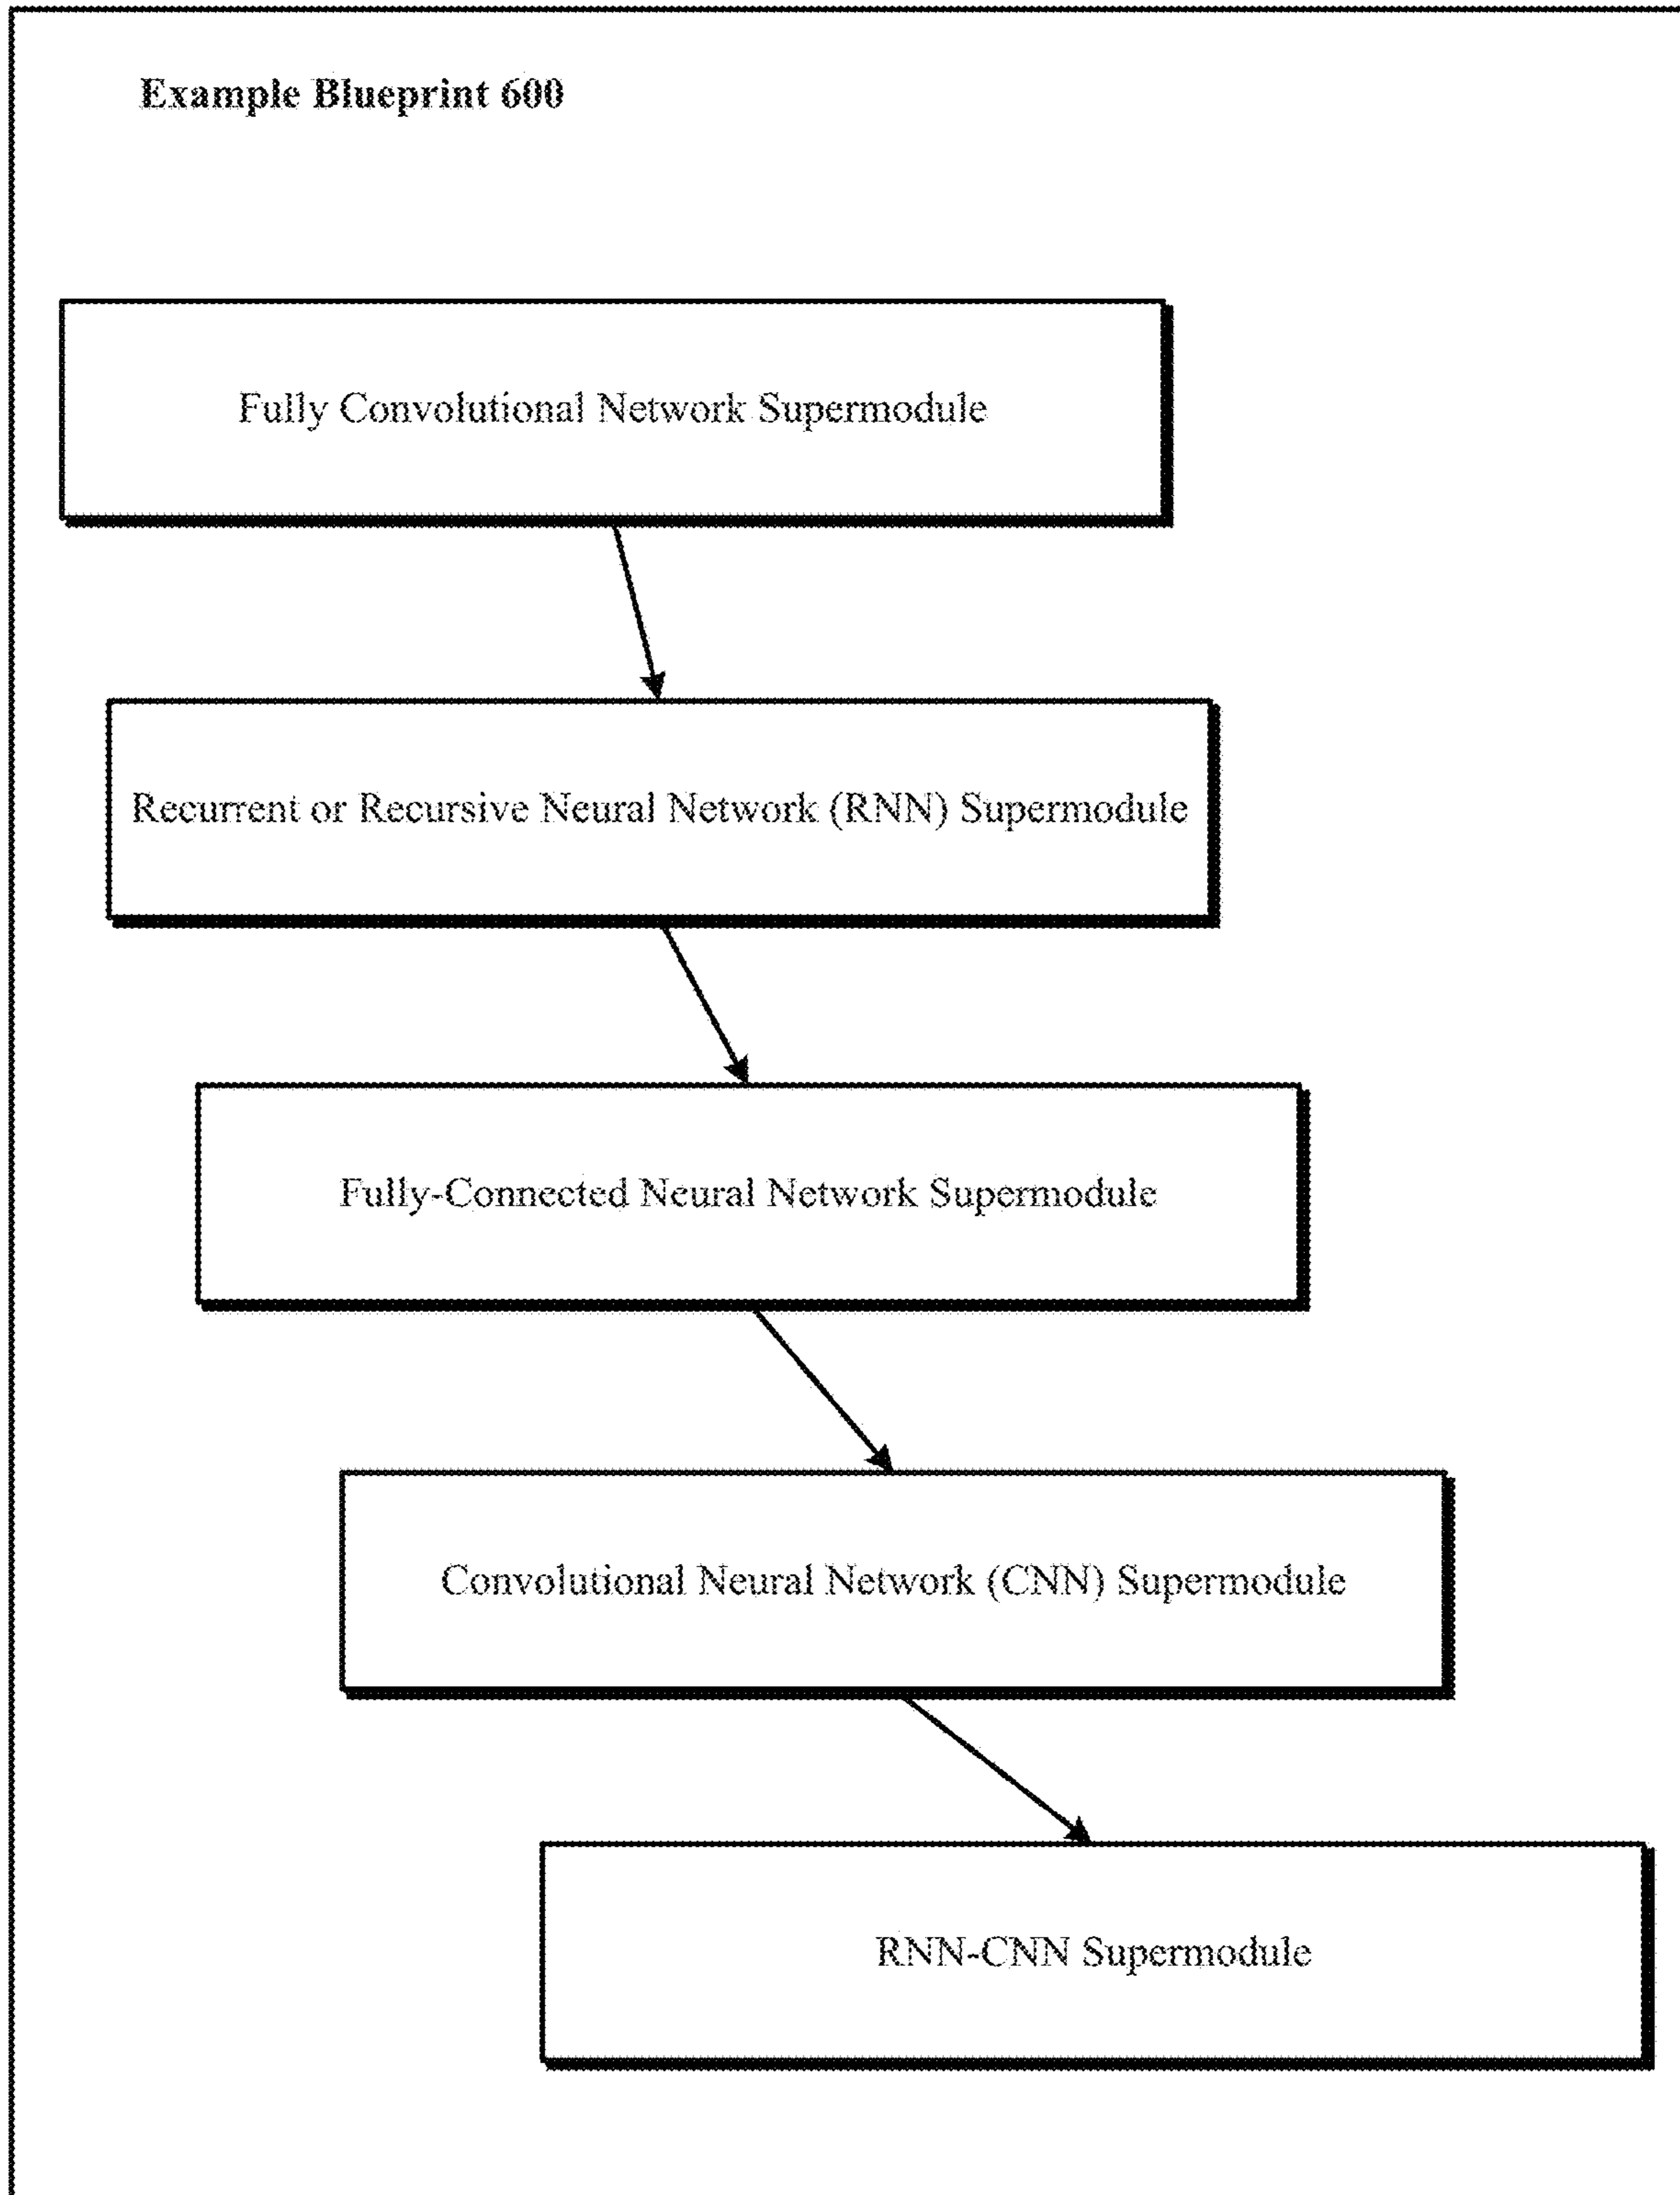 Example Blueprint 600
Fully Convolutional Network Supermodule
Recurrent or Recursive Neural Network (RNN) Supermodule
Fully-Connected Neural Network Supermodule
Convolutional Neural Network (CNN) Supermodule
RNN-CNN Supermodule